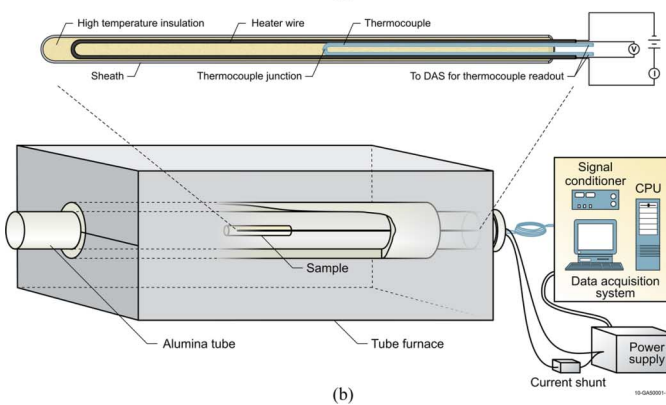 High temperature insulation
Heater wire
Thermocouple
Sheath
Thermocouple junction
To DAS for thermocouple readout
V
I
Signal
conditioner
CPU
Data acquisition
system
Sample
Alumina tube
Tube furnace
Power
supply
Current shunt
(b)